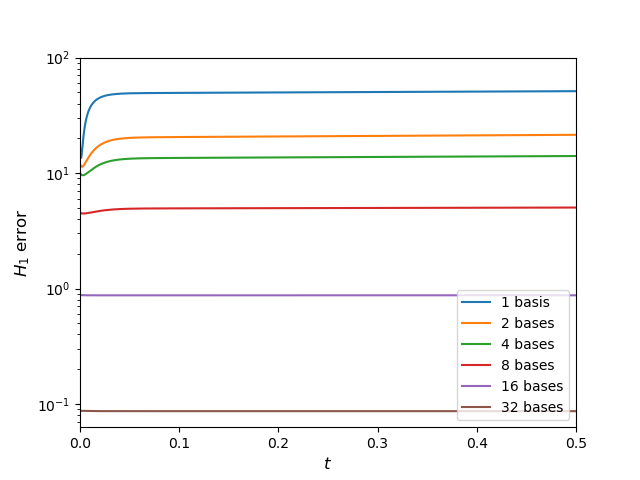 10²
10¹
10⁰
10⁻¹
H₁ error
0.0 0.1 0.2 0.3 0.4 0.5
t
1 basis
2 bases
4 bases
8 bases
16 bases
32 bases